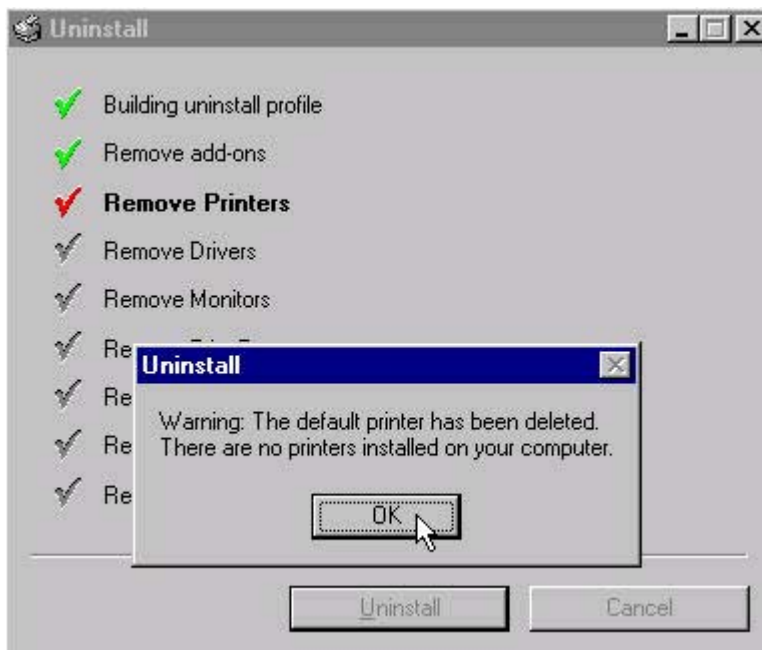 Uninstall
Building uninstall profile
Remove add-ons
Remove Printers
Remove Drivers
Remove Monitors
Uninstall
Warning: The default printer has been deleted.
There are no printers installed on your computer.
OK
Uninstall
Cancel